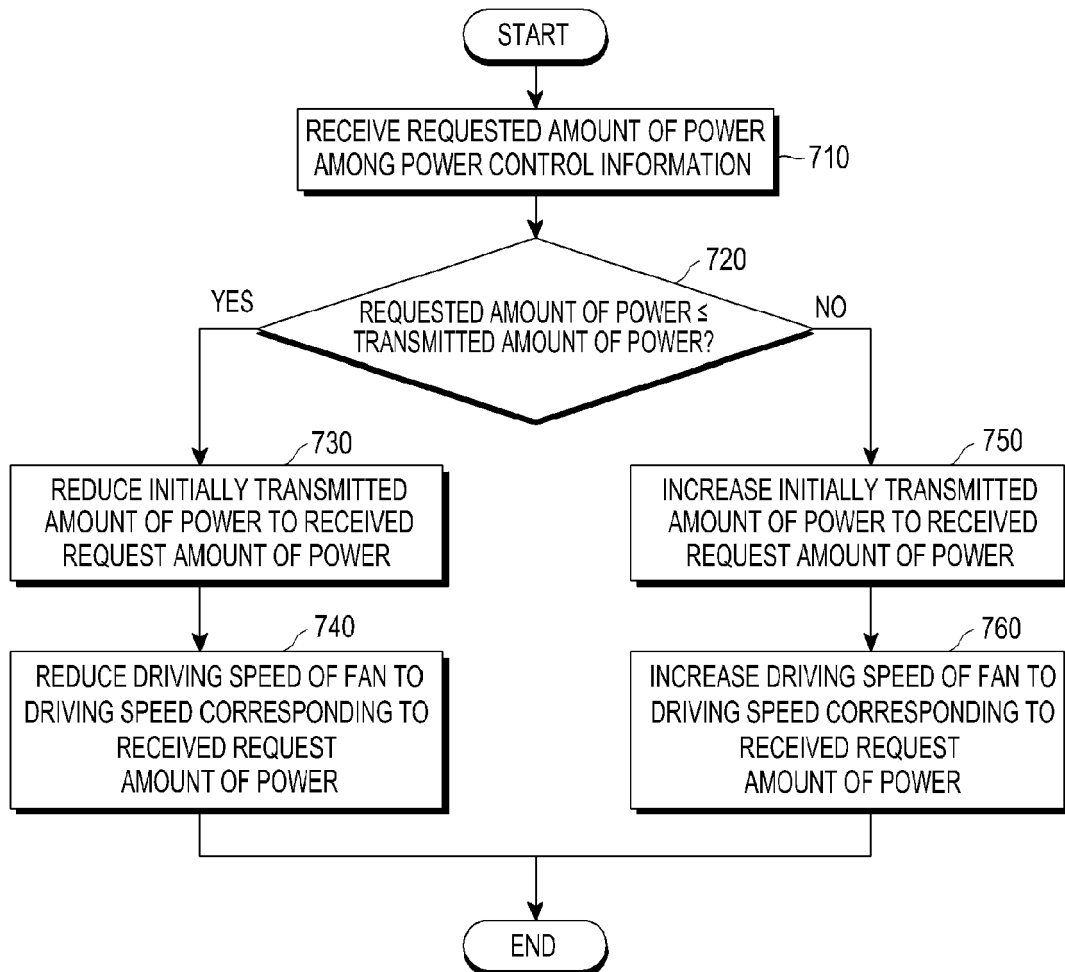 START
RECEIVE REQUESTED AMOUNT OF POWER
AMONG POWER CONTROL INFORMATION
710
720
YES
REQUESTED AMOUNT OF POWER ≤
TRANSMITTED AMOUNT OF POWER?
NO
730
REDUCE INITIALLY TRANSMITTED
AMOUNT OF POWER TO RECEIVED
REQUEST AMOUNT OF POWER
740
REDUCE DRIVING SPEED OF FAN TO
DRIVING SPEED CORRESPONDING TO
RECEIVED REQUEST
AMOUNT OF POWER
750
INCREASE INITIALLY TRANSMITTED
AMOUNT OF POWER TO RECEIVED
REQUEST AMOUNT OF POWER
760
INCREASE DRIVING SPEED OF FAN TO
DRIVING SPEED CORRESPONDING TO
RECEIVED REQUEST
AMOUNT OF POWER
END